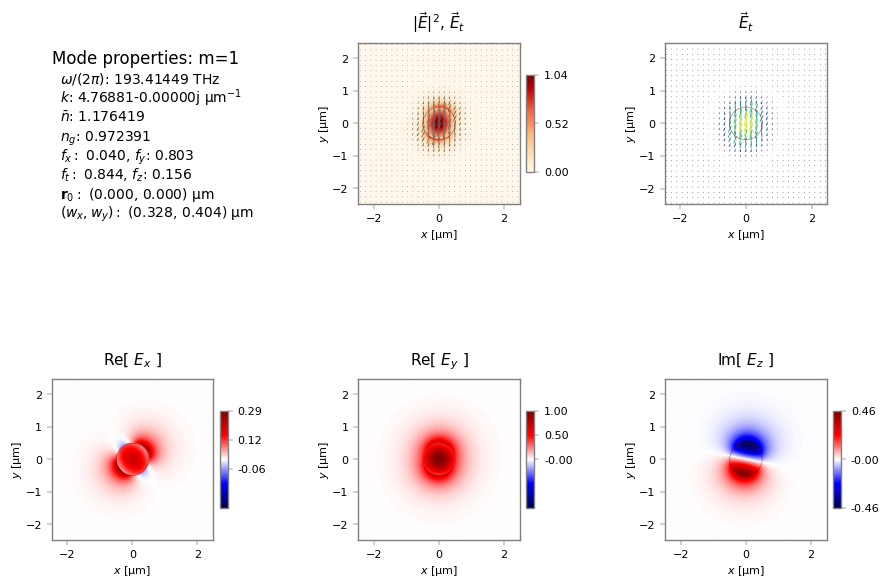 Mode properties: m=1
ω/(2π): 193.41449 THz
k: 4.76881-0.00000j μm⁻¹
n̄: 1.176419
n_g: 0.972391
f_x: 0.040, f_y: 0.803
f_t: 0.844, f_z: 0.156
r₀: (0.000, 0.000) μm
(w_x, w_y): (0.328, 0.404) μm
|E⃗|², E⃗_t
2
1
0
−1
−2
y [μm]
−2 0 2
x [μm]
1.04
0.52
0.00
E⃗_t
2
1
0
−1
−2
y [μm]
−2 0 2
x [μm]
Re[ E_x ]
2
1
0
−1
−2
y [μm]
−2 0 2
x [μm]
0.29
0.12
-0.06
Re[ E_y ]
2
1
0
−1
−2
y [μm]
−2 0 2
x [μm]
1.00
0.50
-0.00
Im[ E_z ]
2
1
0
−1
−2
y [μm]
−2 0 2
x [μm]
0.46
-0.00
-0.46